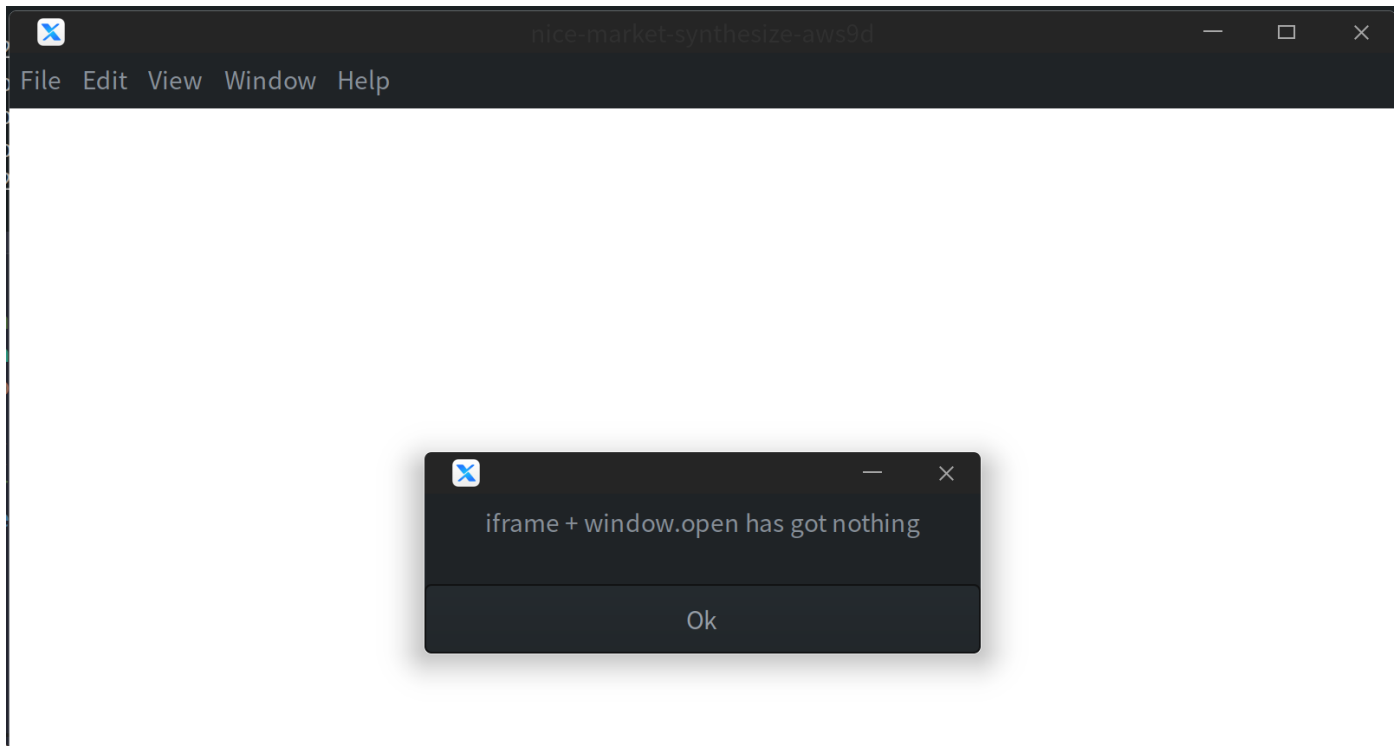 nice-market-synthesize-aws9d
File Edit View Window Help
iframe + window.open has got nothing
Ok